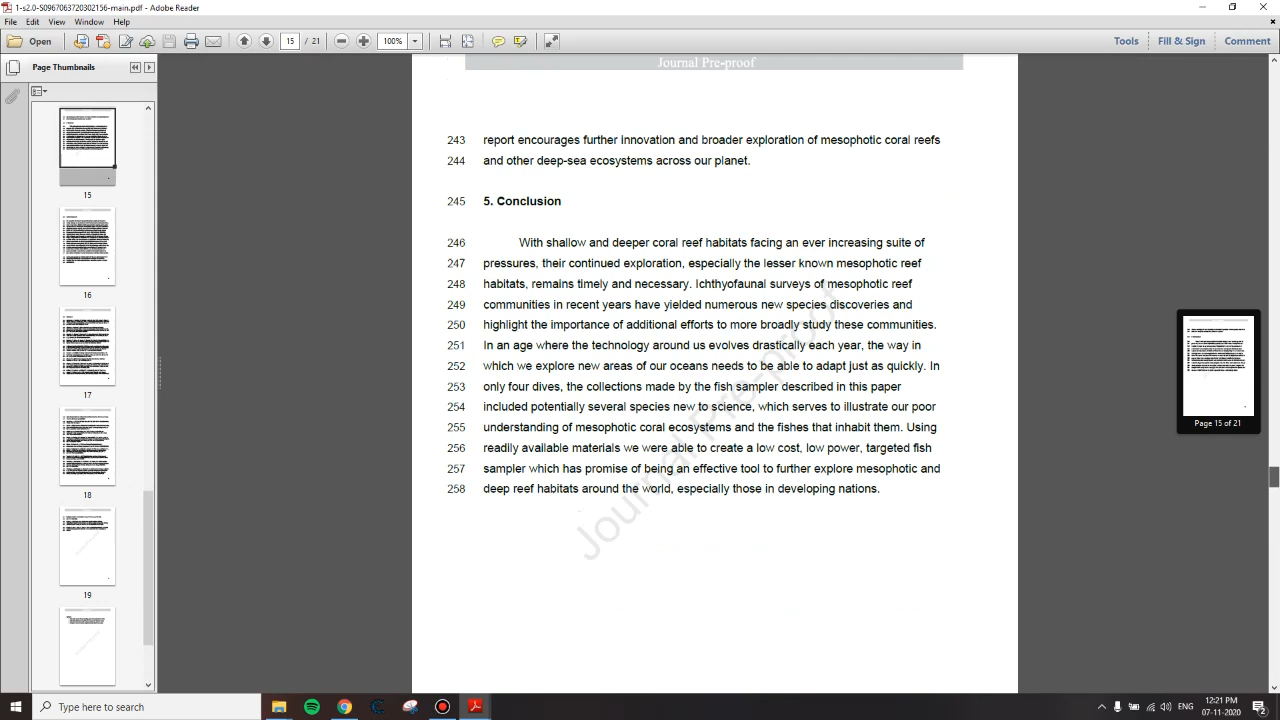 1-s2.0-S0967063720302156-main.pdf - Adobe Reader
File Edit View Window Help
Open 15 / 21 100% Tools Fill & Sign Comment
Page Thumbnails
15
16
17
18
19
Journal Pre-proof
243 report encourages further innovation and broader exploration of mesophotic coral reefs
244 and other deep-sea ecosystems across our planet.
245 5. Conclusion
246 With shallow and deeper coral reef habitats facing an ever increasing suite of
247 pressures, their continued exploration, especially the lesser known mesophotic reef
248 habitats, remains timely and necessary. Ichthyofaunal surveys of mesophotic reef
249 communities in recent years have yielded numerous new species discoveries and
250 highlight the importance of additional efforts to more broadly study these communities.
251 In an age where the technology around us evolves drastically each year, the way in
252 which we explore new areas of our oceans needs to be able to adapt just as quickly. In
253 only four dives, the collections made by the fish sampler described in this paper
254 included potentially several species new to science, which serves to illustrate our poor
255 understanding of mesophotic coral ecosystems and the fishes that inhabit them. Using
256 readily available materials we were able to create a low cost, low power, targeted fish
257 sampler which has promise of being an effective tool to further explore mesophotic and
258 deep reef habitats around the world, especially those in developing nations.
Journal Pre-proof
Page 15 of 21
Type here to search
ENG
12:21 PM
07-11-2020
2